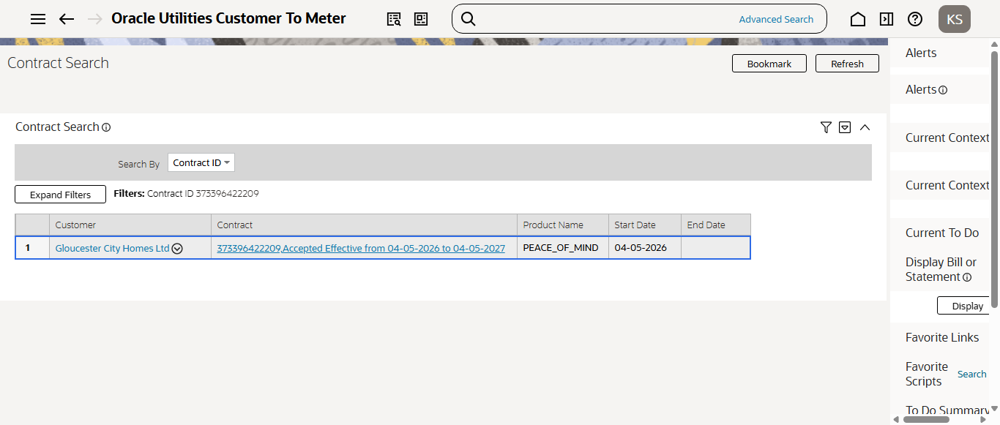 Oracle Utilities Customer To Meter
Advanced Search
KS
Contract Search
Bookmark
Refresh
Contract Search
Search By
Contract ID
Expand Filters
Filters: Contract ID 373396422209
Customer
Contract
Product Name
Start Date
End Date
1
Gloucester City Homes Ltd
373396422209,Accepted Effective from 04-05-2026 to 04-05-2027
PEACE_OF_MIND
04-05-2026
Alerts
Alerts
Current Context
Current Context
Current To Do
Display Bill or
Statement
Display
Favorite Links
Favorite
Scripts
Search
To Do Summary